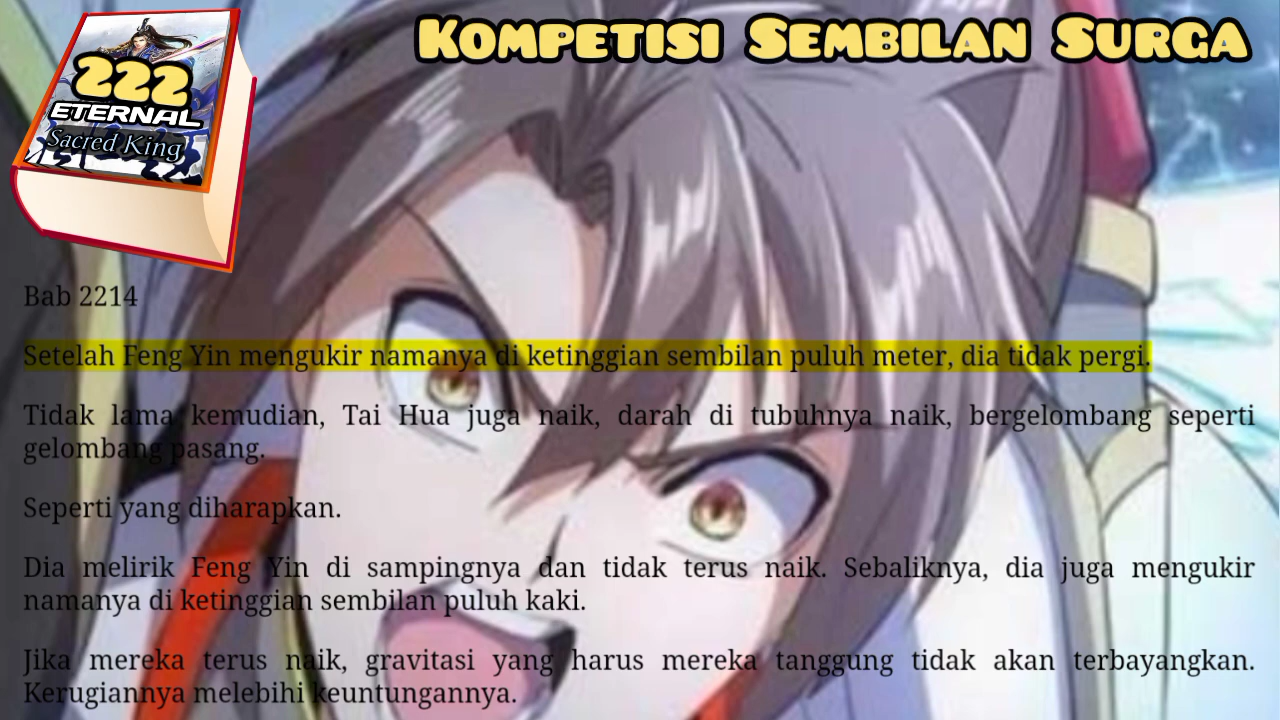 Kompetisi Sembilan Surga
222
ETERNAL
Sacred King
Bab 2214
Setelah Feng Yin mengukir namanya di ketinggian sembilan puluh meter, dia tidak pergi.
Tidak lama kemudian, Tai Hua juga naik, darah di tubuhnya naik, bergelombang seperti
gelombang pasang.
Seperti yang diharapkan.
Dia melirik Feng Yin di sampingnya dan tidak terus naik. Sebaliknya, dia juga mengukir
namanya di ketinggian sembilan puluh kaki.
Jika mereka terus naik, gravitasi yang harus mereka tanggung tidak akan terbayangkan.
Kerugiannya melebihi keuntungannya.